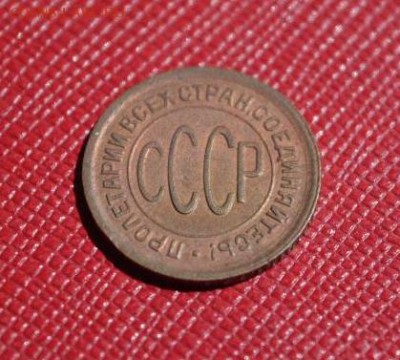 ПРОЛЕТАРИИ ВСЕХ СТРАН, СОЕДИНЯЙТЕСЬ!
СССР